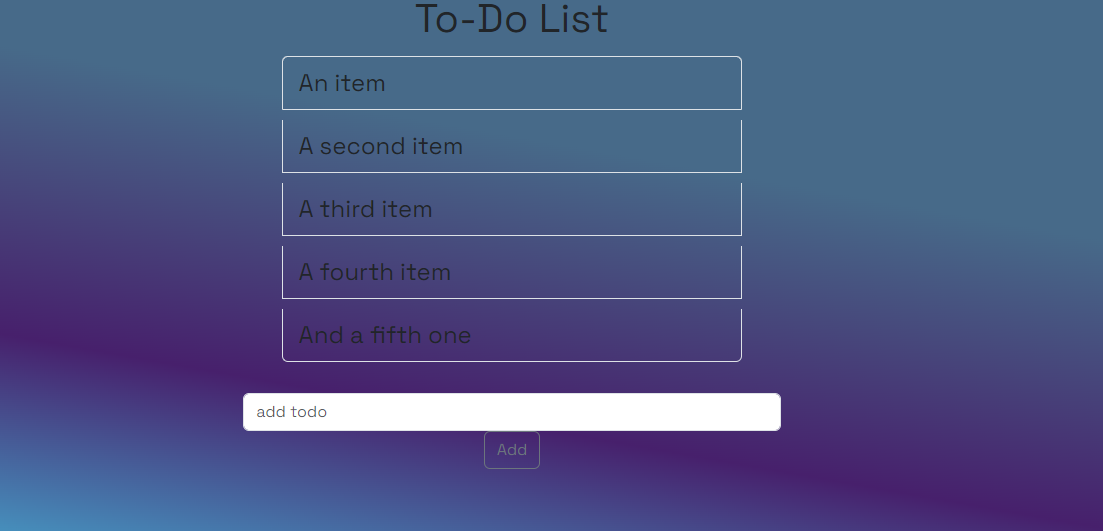 To-Do List
An item
A second item
A third item
A fourth item
And a fifth one
add todo
Add